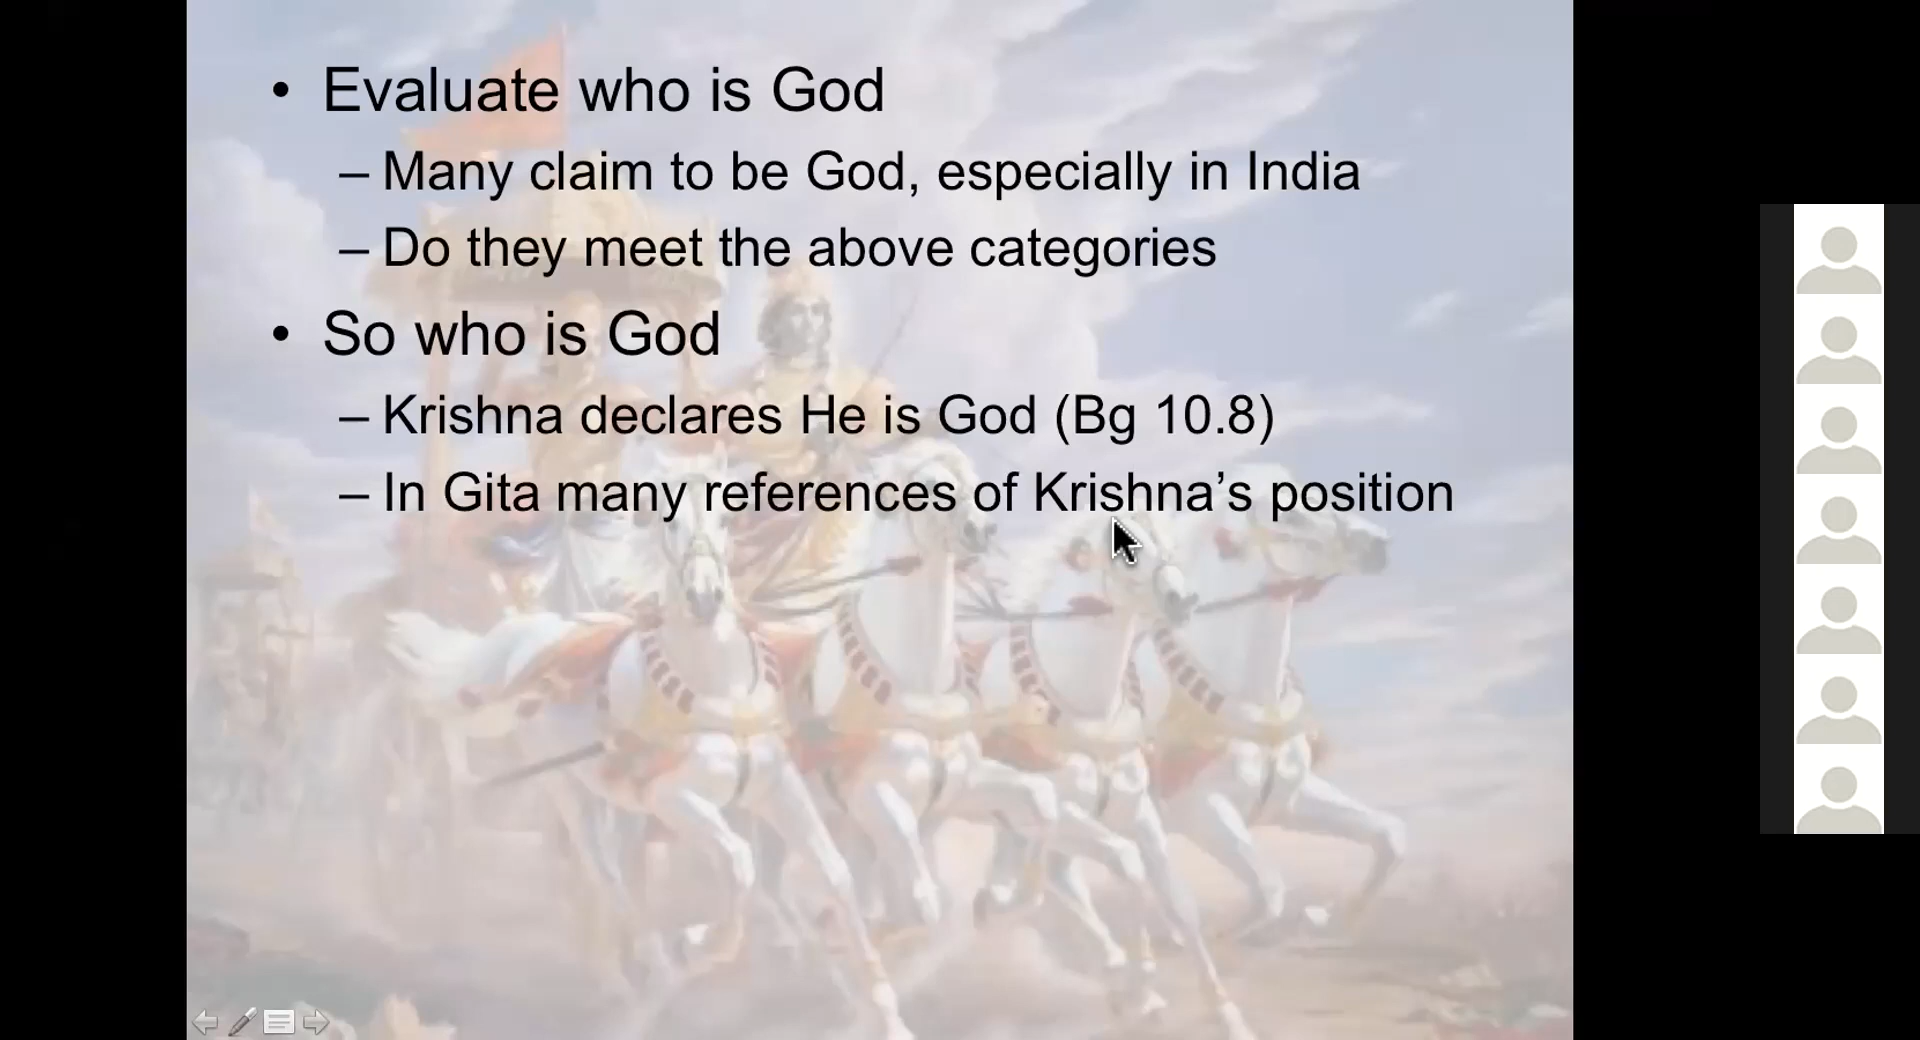 • Evaluate who is God
– Many claim to be God, especially in India
– Do they meet the above categories
• So who is God
– Krishna declares He is God (Bg 10.8)
– In Gita many references of Krishna’s position